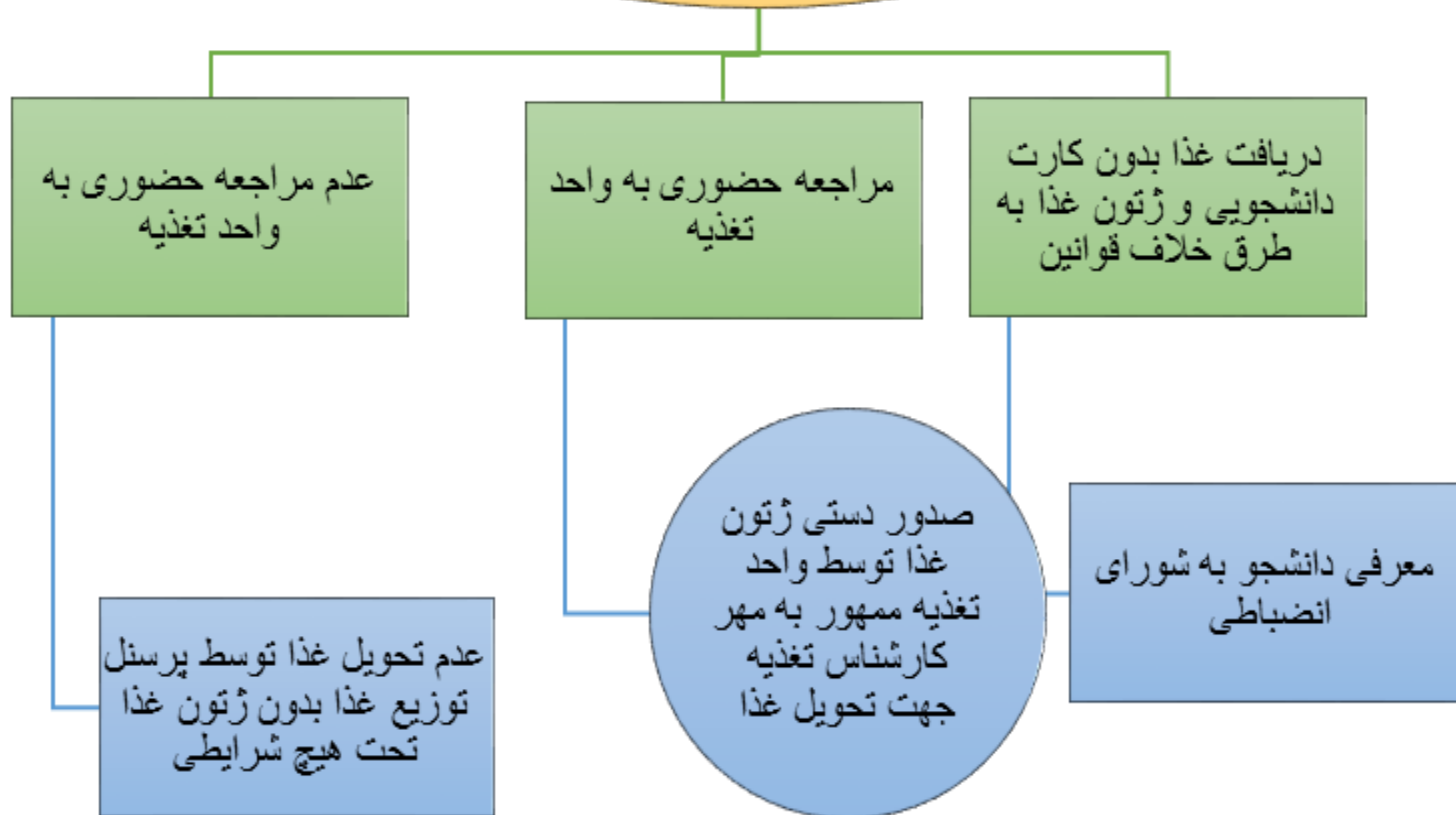 دریافت غذا بدون کارت
دانشجویی و ژتون غذا به
طرق خلاف قوانین
مراجعه حضوری به واحد
تغذیه
عدم مراجعه حضوری به
واحد تغذیه
معرفی دانشجو به شورای
انضباطی
صدور دستی ژتون
غذا توسط واحد
تغذیه ممهور به مهر
کارشناس تغذیه
جهت تحویل غذا
عدم تحویل غذا توسط پرسنل
توزیع غذا بدون ژتون غذا
تحت هیچ شرایطی